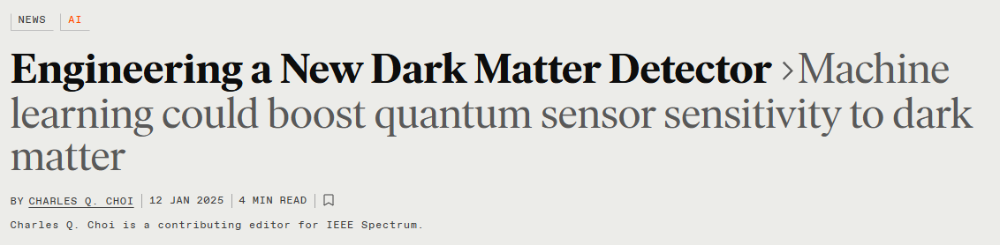 NEWS AI
Engineering a New Dark Matter Detector ›Machine
learning could boost quantum sensor sensitivity to dark
matter
BY CHARLES Q. CHOI 12 JAN 2025 4 MIN READ
Charles Q. Choi is a contributing editor for IEEE Spectrum.